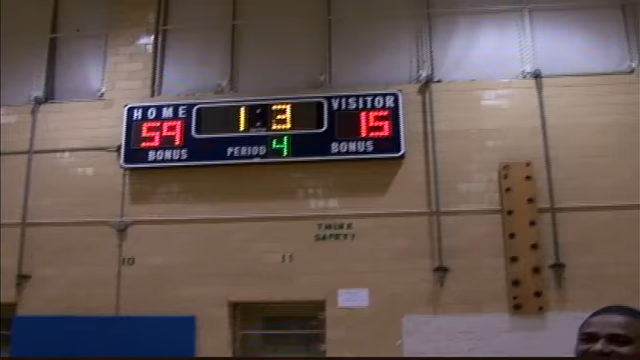 HOME
1:3
VISITOR
59
15
BONUS
PERIOD 4
BONUS
THINK
SAFETY!
10
11